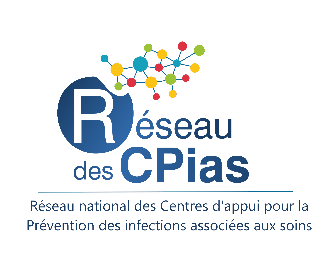 Réseau
des CPias
Réseau national des Centres d'appui pour la
Prévention des infections associées aux soins